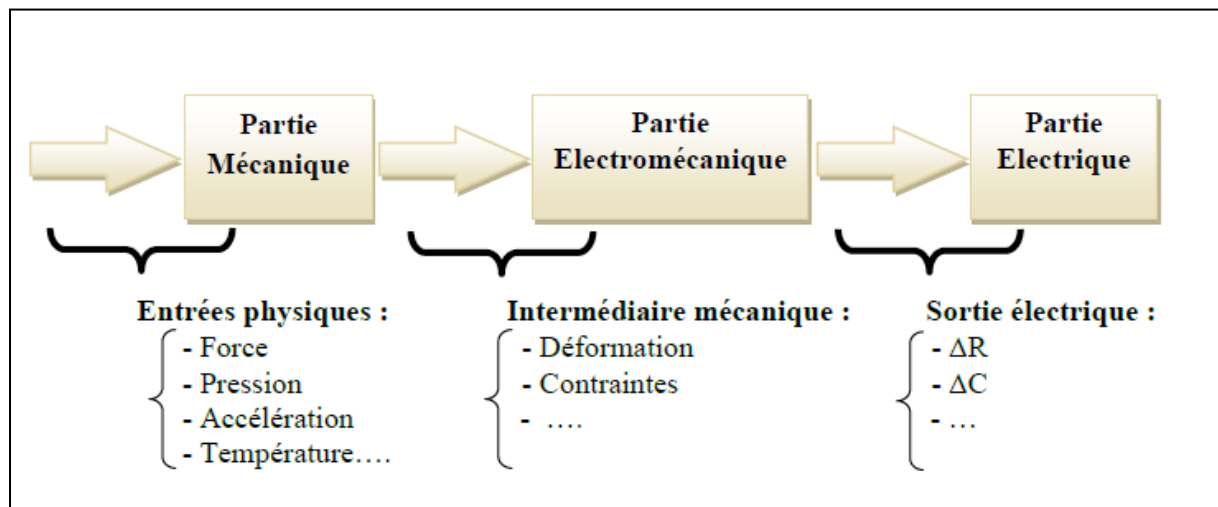 Partie
Mécanique
Partie
Electromécanique
Partie
Electrique
Entrées physiques :
- Force
- Pression
- Accélération
- Température....
Intermédiaire mécanique :
- Déformation
- Contraintes
- ....
Sortie électrique :
- ΔR
- ΔC
- ...